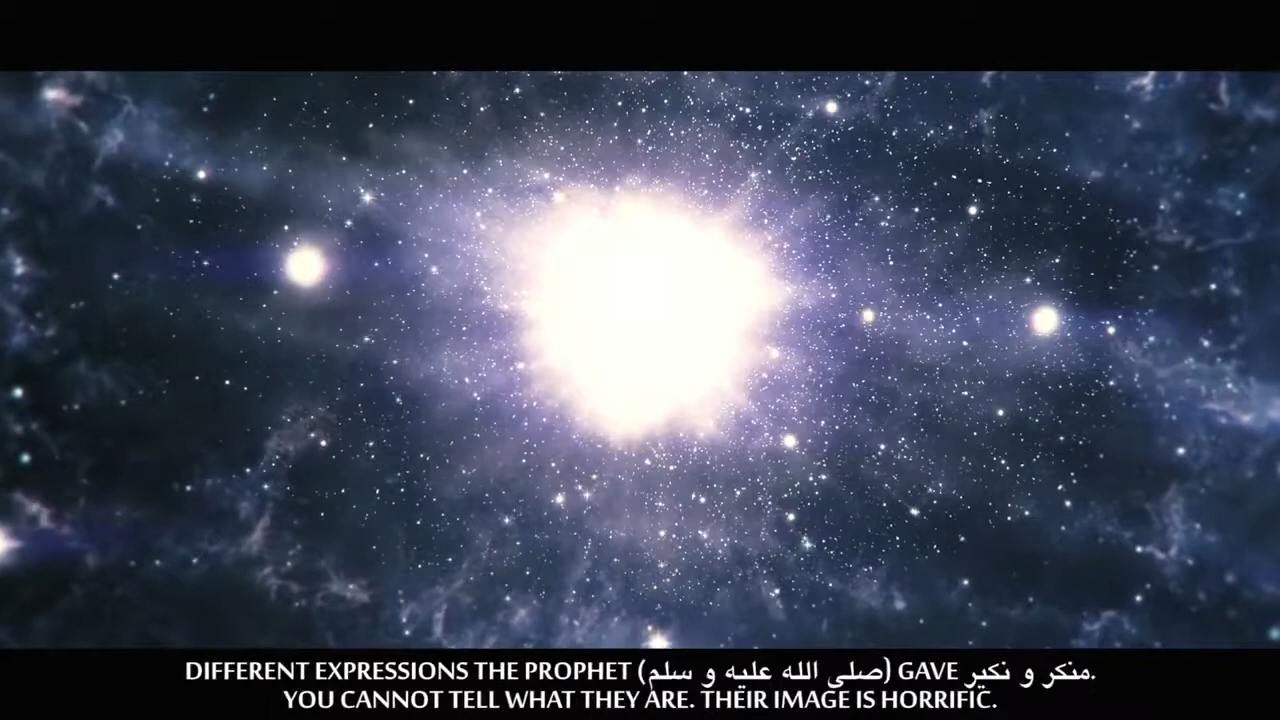 DIFFERENT EXPRESSIONS THE PROPHET (صلى الله عليه و سلم) GAVE منكر و نكير.
YOU CANNOT TELL WHAT THEY ARE. THEIR IMAGE IS HORRIFIC.